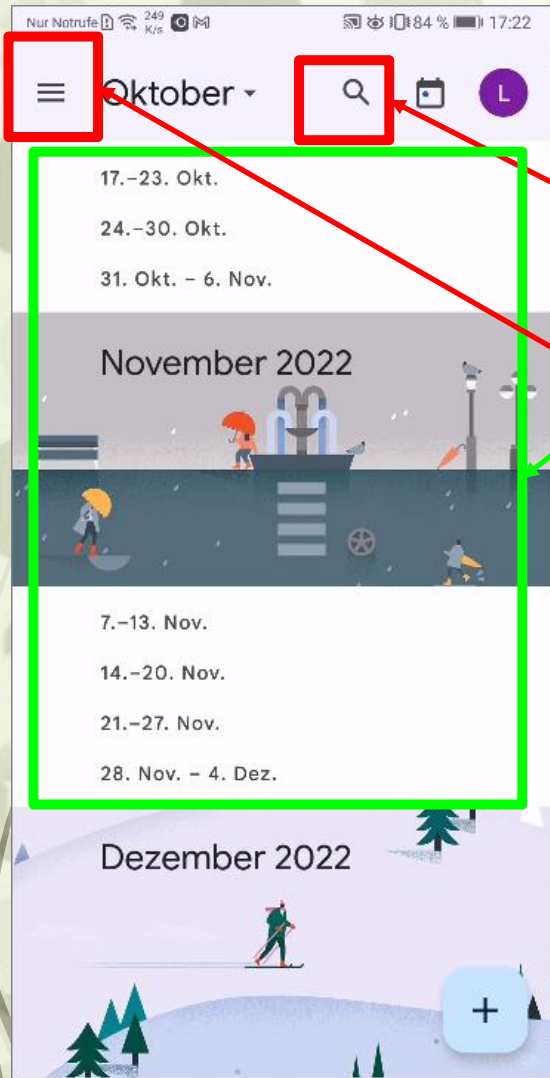 Nur Notrufe 249 K/s 84 % 17:22
Oktober L
17.–23. Okt.
24.–30. Okt.
31. Okt. – 6. Nov.
November 2022
7.–13. Nov.
14.–20. Nov.
21.–27. Nov.
28. Nov. – 4. Dez.
Dezember 2022
+